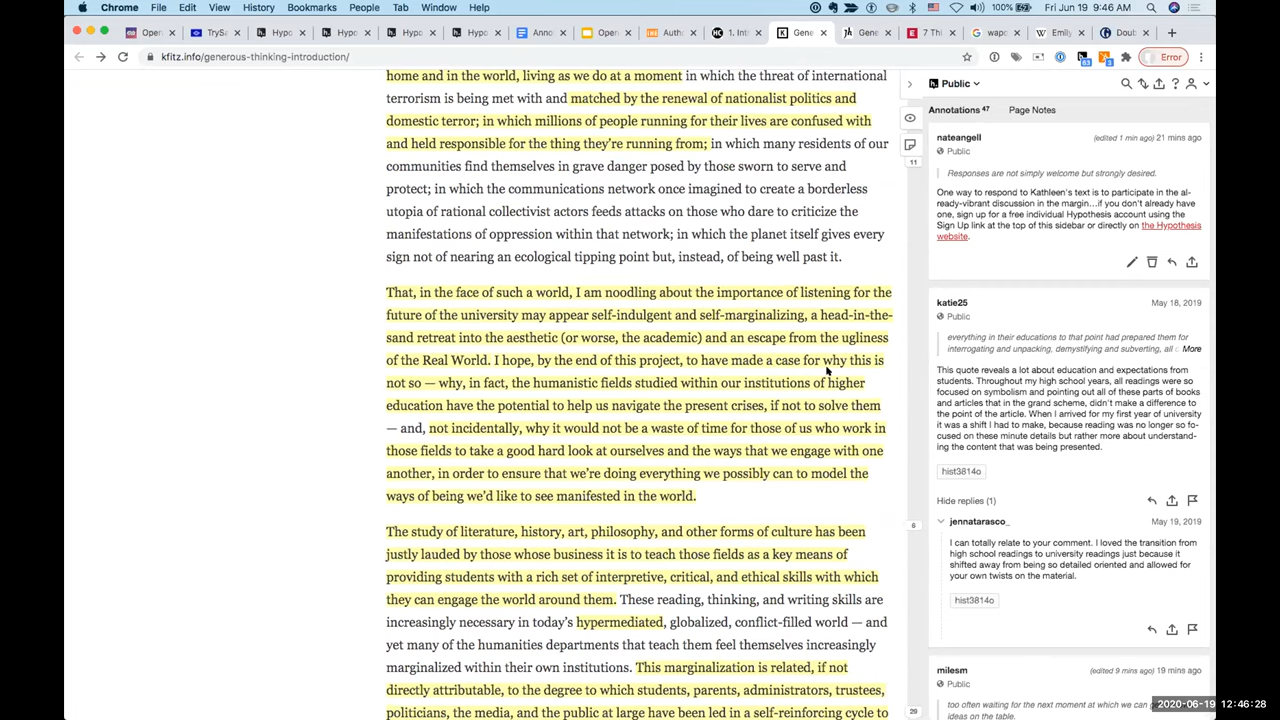 Chrome File Edit View History Bookmarks People Tab Window Help
100% Fri Jun 19 9:46 AM
Open TryS Hypo Hypo Hypo Hypo Anno Open Autho 1. Int Gene Gene 7 Thi wapo Emily Doub
kfitz.info/generous-thinking-introduction/
Error
home and in the world, living as we do at a moment in which the threat of international
terrorism is being met with and matched by the renewal of nationalist politics and
domestic terror; in which millions of people running for their lives are confused with
and held responsible for the thing they're running from; in which many residents of our
communities find themselves in grave danger posed by those sworn to serve and
protect; in which the communications network once imagined to create a borderless
utopia of rational collectivist actors feeds attacks on those who dare to criticize the
manifestations of oppression within that network; in which the planet itself gives every
sign not of nearing an ecological tipping point but, instead, of being well past it.
That, in the face of such a world, I am noodling about the importance of listening for the
future of the university may appear self-indulgent and self-marginalizing, a head-in-the-
sand retreat into the aesthetic (or worse, the academic) and an escape from the ugliness
of the Real World. I hope, by the end of this project, to have made a case for why this is
not so — why, in fact, the humanistic fields studied within our institutions of higher
education have the potential to help us navigate the present crises, if not to solve them
— and, not incidentally, why it would not be a waste of time for those of us who work in
those fields to take a good hard look at ourselves and the ways that we engage with one
another, in order to ensure that we're doing everything we possibly can to model the
ways of being we'd like to see manifested in the world.
The study of literature, history, art, philosophy, and other forms of culture has been
justly lauded by those whose business it is to teach those fields as a key means of
providing students with a rich set of interpretive, critical, and ethical skills with which
they can engage the world around them. These reading, thinking, and writing skills are
increasingly necessary in today's hypermediated, globalized, conflict-filled world — and
yet many of the humanities departments that teach them feel themselves increasingly
marginalized within their own institutions. This marginalization is related, if not
directly attributable, to the degree to which students, parents, administrators, trustees,
politicians, the media, and the public at large have been led in a self-reinforcing cycle to
11
6
29
Public
Annotations 47 Page Notes
nateangell (edited 1 min ago) 21 mins ago
Public
Responses are not simply welcome but strongly desired.
One way to respond to Kathleen's text is to participate in the al-
ready-vibrant discussion in the margin…if you don't already have
one, sign up for a free individual Hypothesis account using the
Sign Up link at the top of this sidebar or directly on the Hypothesis
website.
katie25 May 18, 2019
Public
everything in their educations to that point had prepared them for
interrogating and unpacking, demystifying and subverting, all More
This quote reveals a lot about education and expectations from
students. Throughout my high school years, all readings were so
focused on symbolism and pointing out all of these parts of books
and articles that in the grand scheme, didn't make a difference to
the point of the article. When I arrived for my first year of university
it was a shift I had to make, because reading was no longer so fo-
cused on these minute details but rather more about understand-
ing the content that was being presented.
hist3814o
Hide replies (1)
jennatarasco_ May 19, 2019
I can totally relate to your comment. I loved the transition from
high school readings to university readings just because it
shifted away from being so detailed oriented and allowed for
your own twists on the material.
hist3814o
milesm (edited 9 mins ago) 19 mins ago
Public
too often waiting for the next moment at which we can
ideas on the table.
2020-06-19 12:46:28